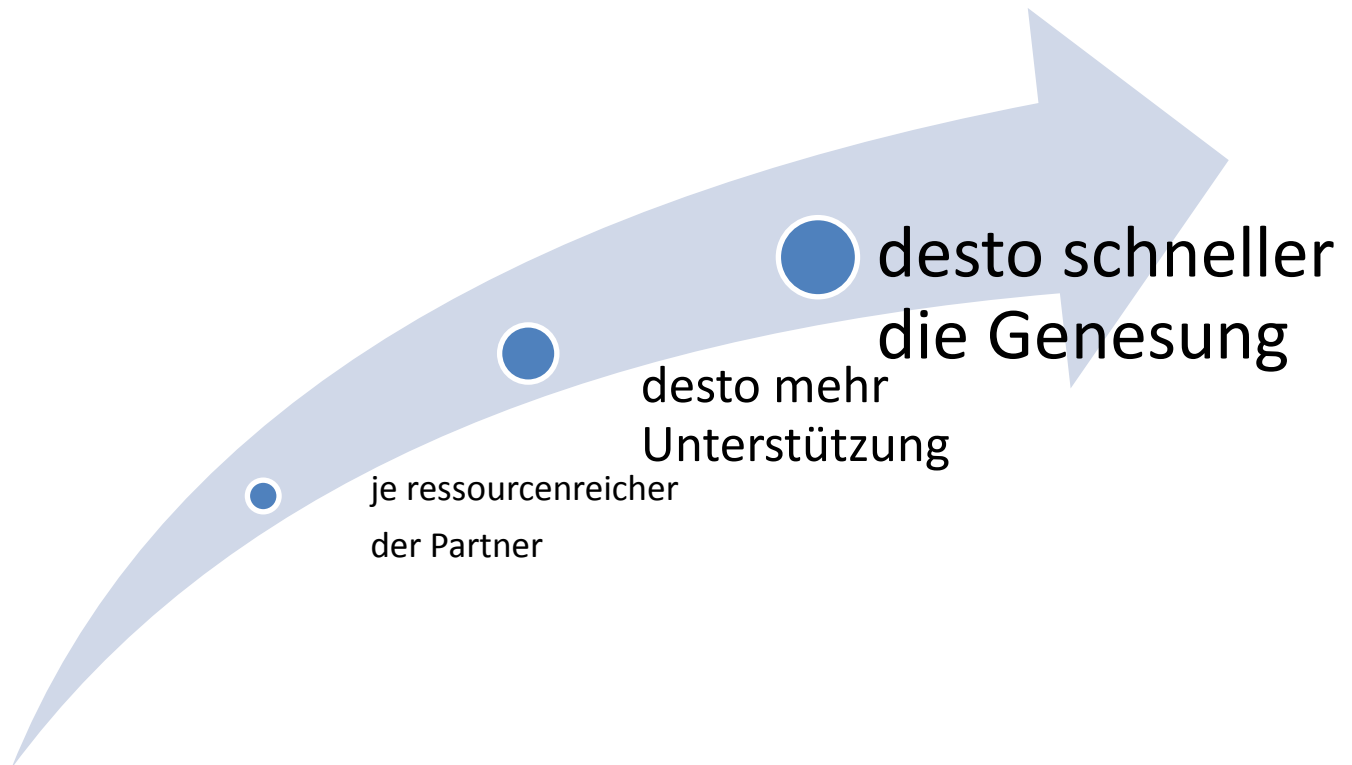 desto schneller
die Genesung
desto mehr
Unterstützung
je ressourcenreicher
der Partner